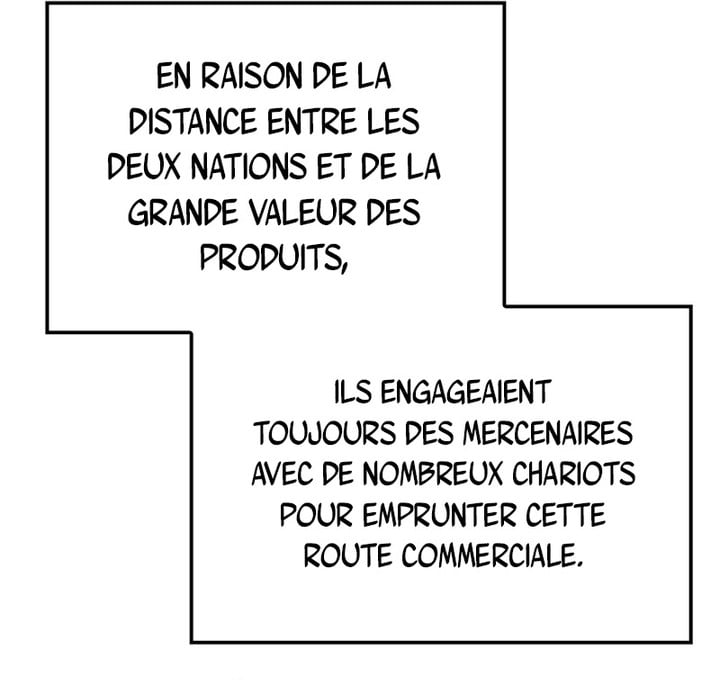 EN RAISON DE LA
DISTANCE ENTRE LES
DEUX NATIONS ET DE LA
GRANDE VALEUR DES
PRODUITS,
ILS ENGAGEAIENT
TOUJOURS DES MERCENAIRES
AVEC DE NOMBREUX CHARIOTS
POUR EMPRUNTER CETTE
ROUTE COMMERCIALE.